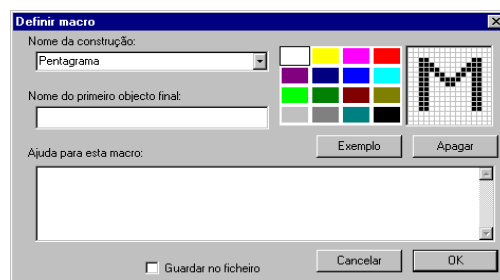 Definir macro
Nome da construção:
Pentagrama
Nome do primeiro objecto final:
Exemplo
Apagar
Ajuda para esta macro:
Guardar no ficheiro
Cancelar
OK